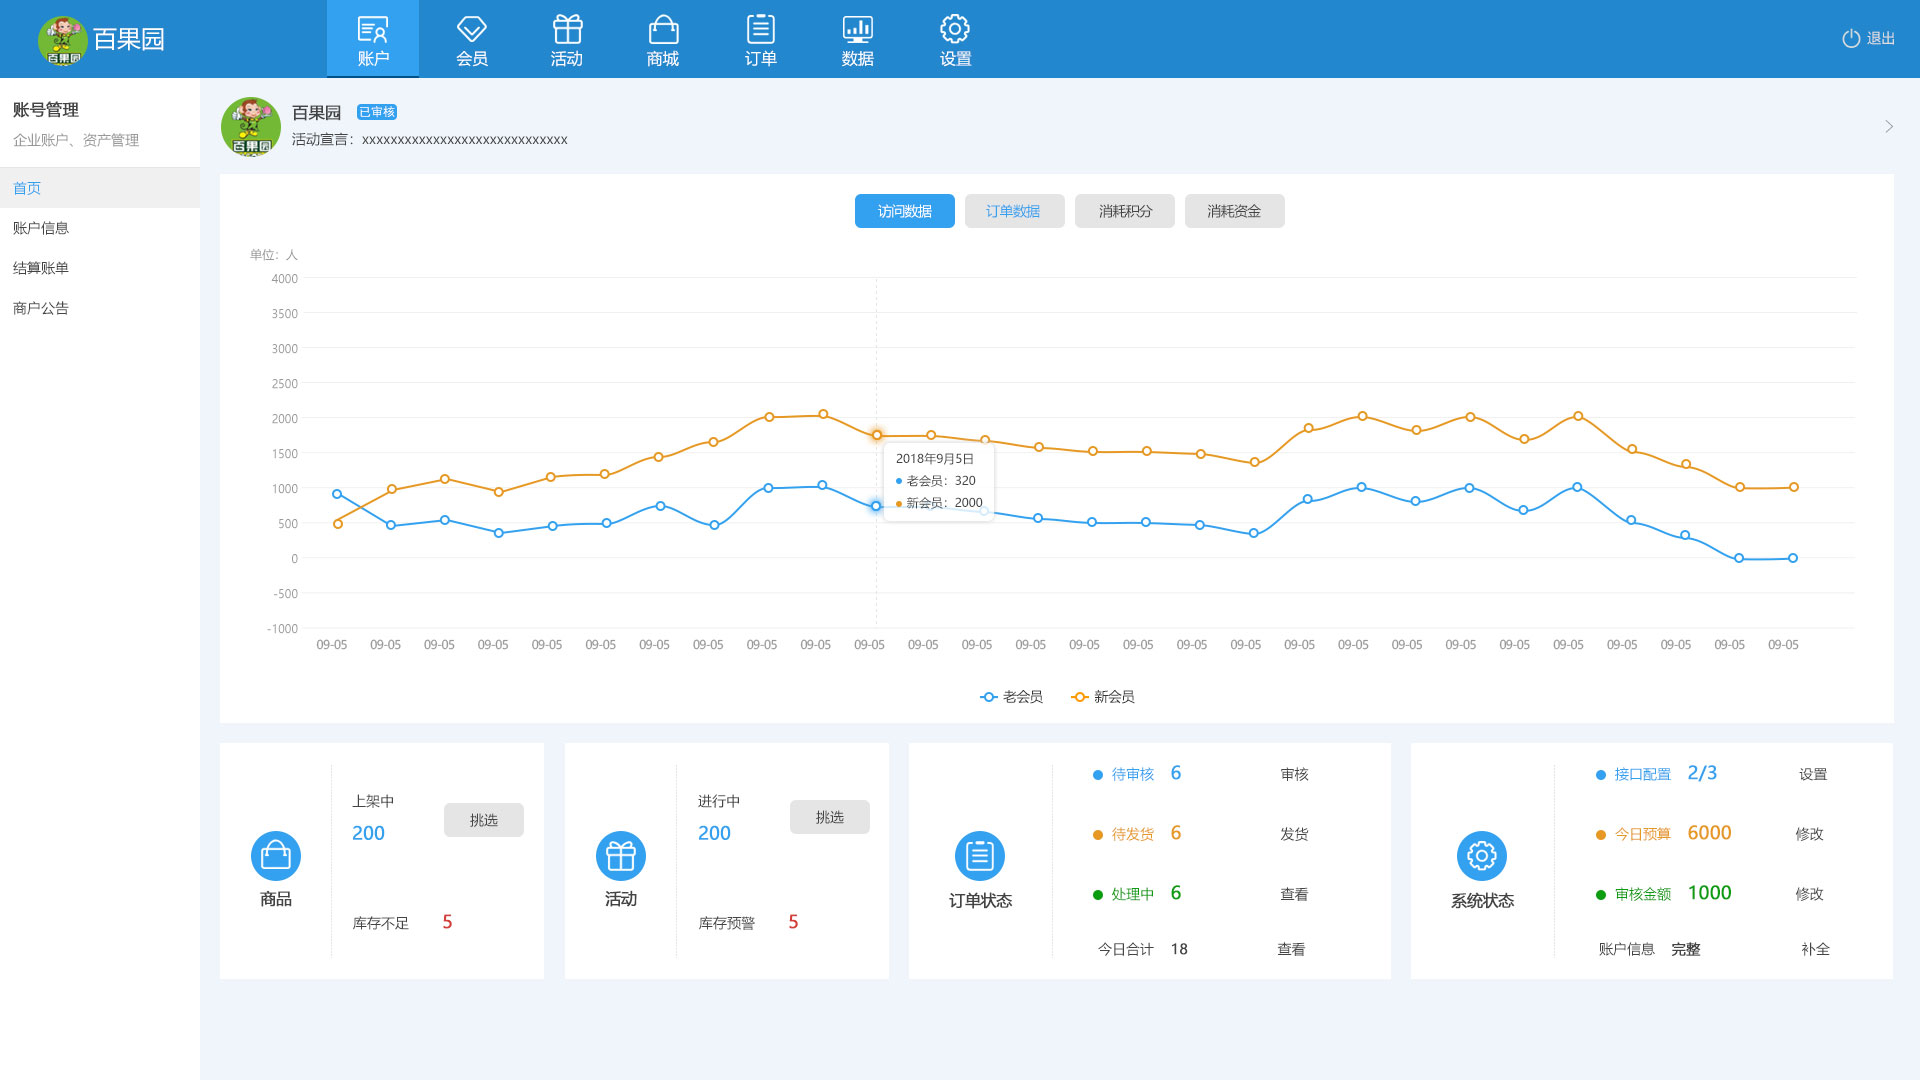 百果园
百果园
账户
会员
活动
商城
订单
数据
设置
退出
账号管理
企业账户、资产管理
首页
账户信息
结算账单
商户公告
百果园
百果园 已审核
活动宣言：xxxxxxxxxxxxxxxxxxxxxxxxxxxxx
访问数据 订单数据 消耗积分 消耗资金
单位：人
4000
3500
3000
2500
2000
1500
1000
500
0
-500
-1000
2018年9月5日
老会员：320
新会员：2000
09-05 09-05 09-05 09-05 09-05 09-05 09-05 09-05 09-05 09-05 09-05 09-05 09-05 09-05 09-05 09-05 09-05 09-05 09-05 09-05 09-05 09-05 09-05 09-05 09-05 09-05 09-05 09-05
老会员 新会员
商品
上架中
200
挑选
库存不足 5
活动
进行中
200
挑选
库存预警 5
订单状态
待审核 6 审核
待发货 6 发货
处理中 6 查看
今日合计 18 查看
系统状态
接口配置 2/3 设置
今日预算 6000 修改
审核金额 1000 修改
账户信息 完整 补全